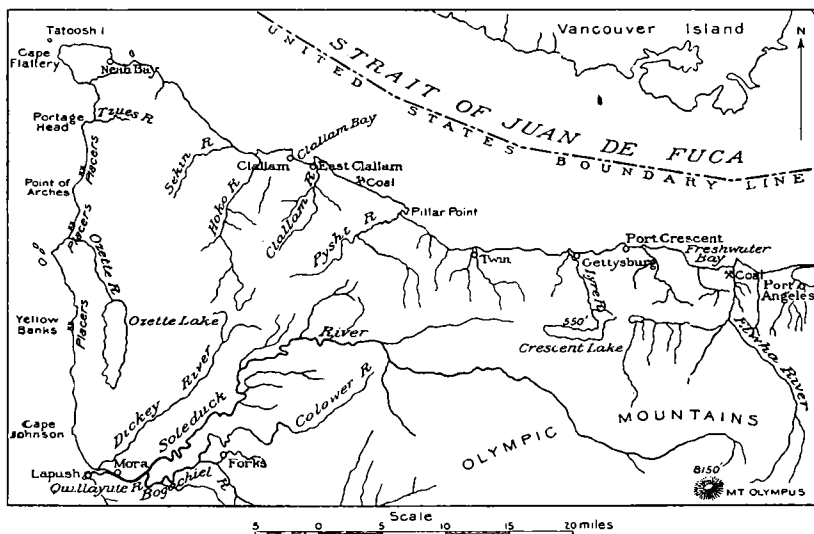 Tatoosh I
Cape
Flattery
Neah Bay
Vancouver Island
N
STRAIT OF JUAN DE FUCA
UNITED STATES BOUNDARY LINE
Portage
Head
Tzues R
Placers
Point of
Arches
Placers
Sekiu R
Hoko R
Clallam
Clallam Bay
East Clallam
Coal
Clallam R
Pysht R
Pillar Point
Ozette R
Twin
Gettysburg
Port Crescent
Freshwater
Bay
Coal
Port
Angeles
Lyre R
550'
Crescent Lake
Elwha River
Yellow
Banks
Placers
Ozette Lake
Dickey River
Soleduck River
Colower R
Cape
Johnson
Lapush
Mora
Quillayute R
Bogachiel R
Forks
OLYMPIC MOUNTAINS
8150'
MT OLYMPUS
Scale
5 0 5 10 15 20 miles